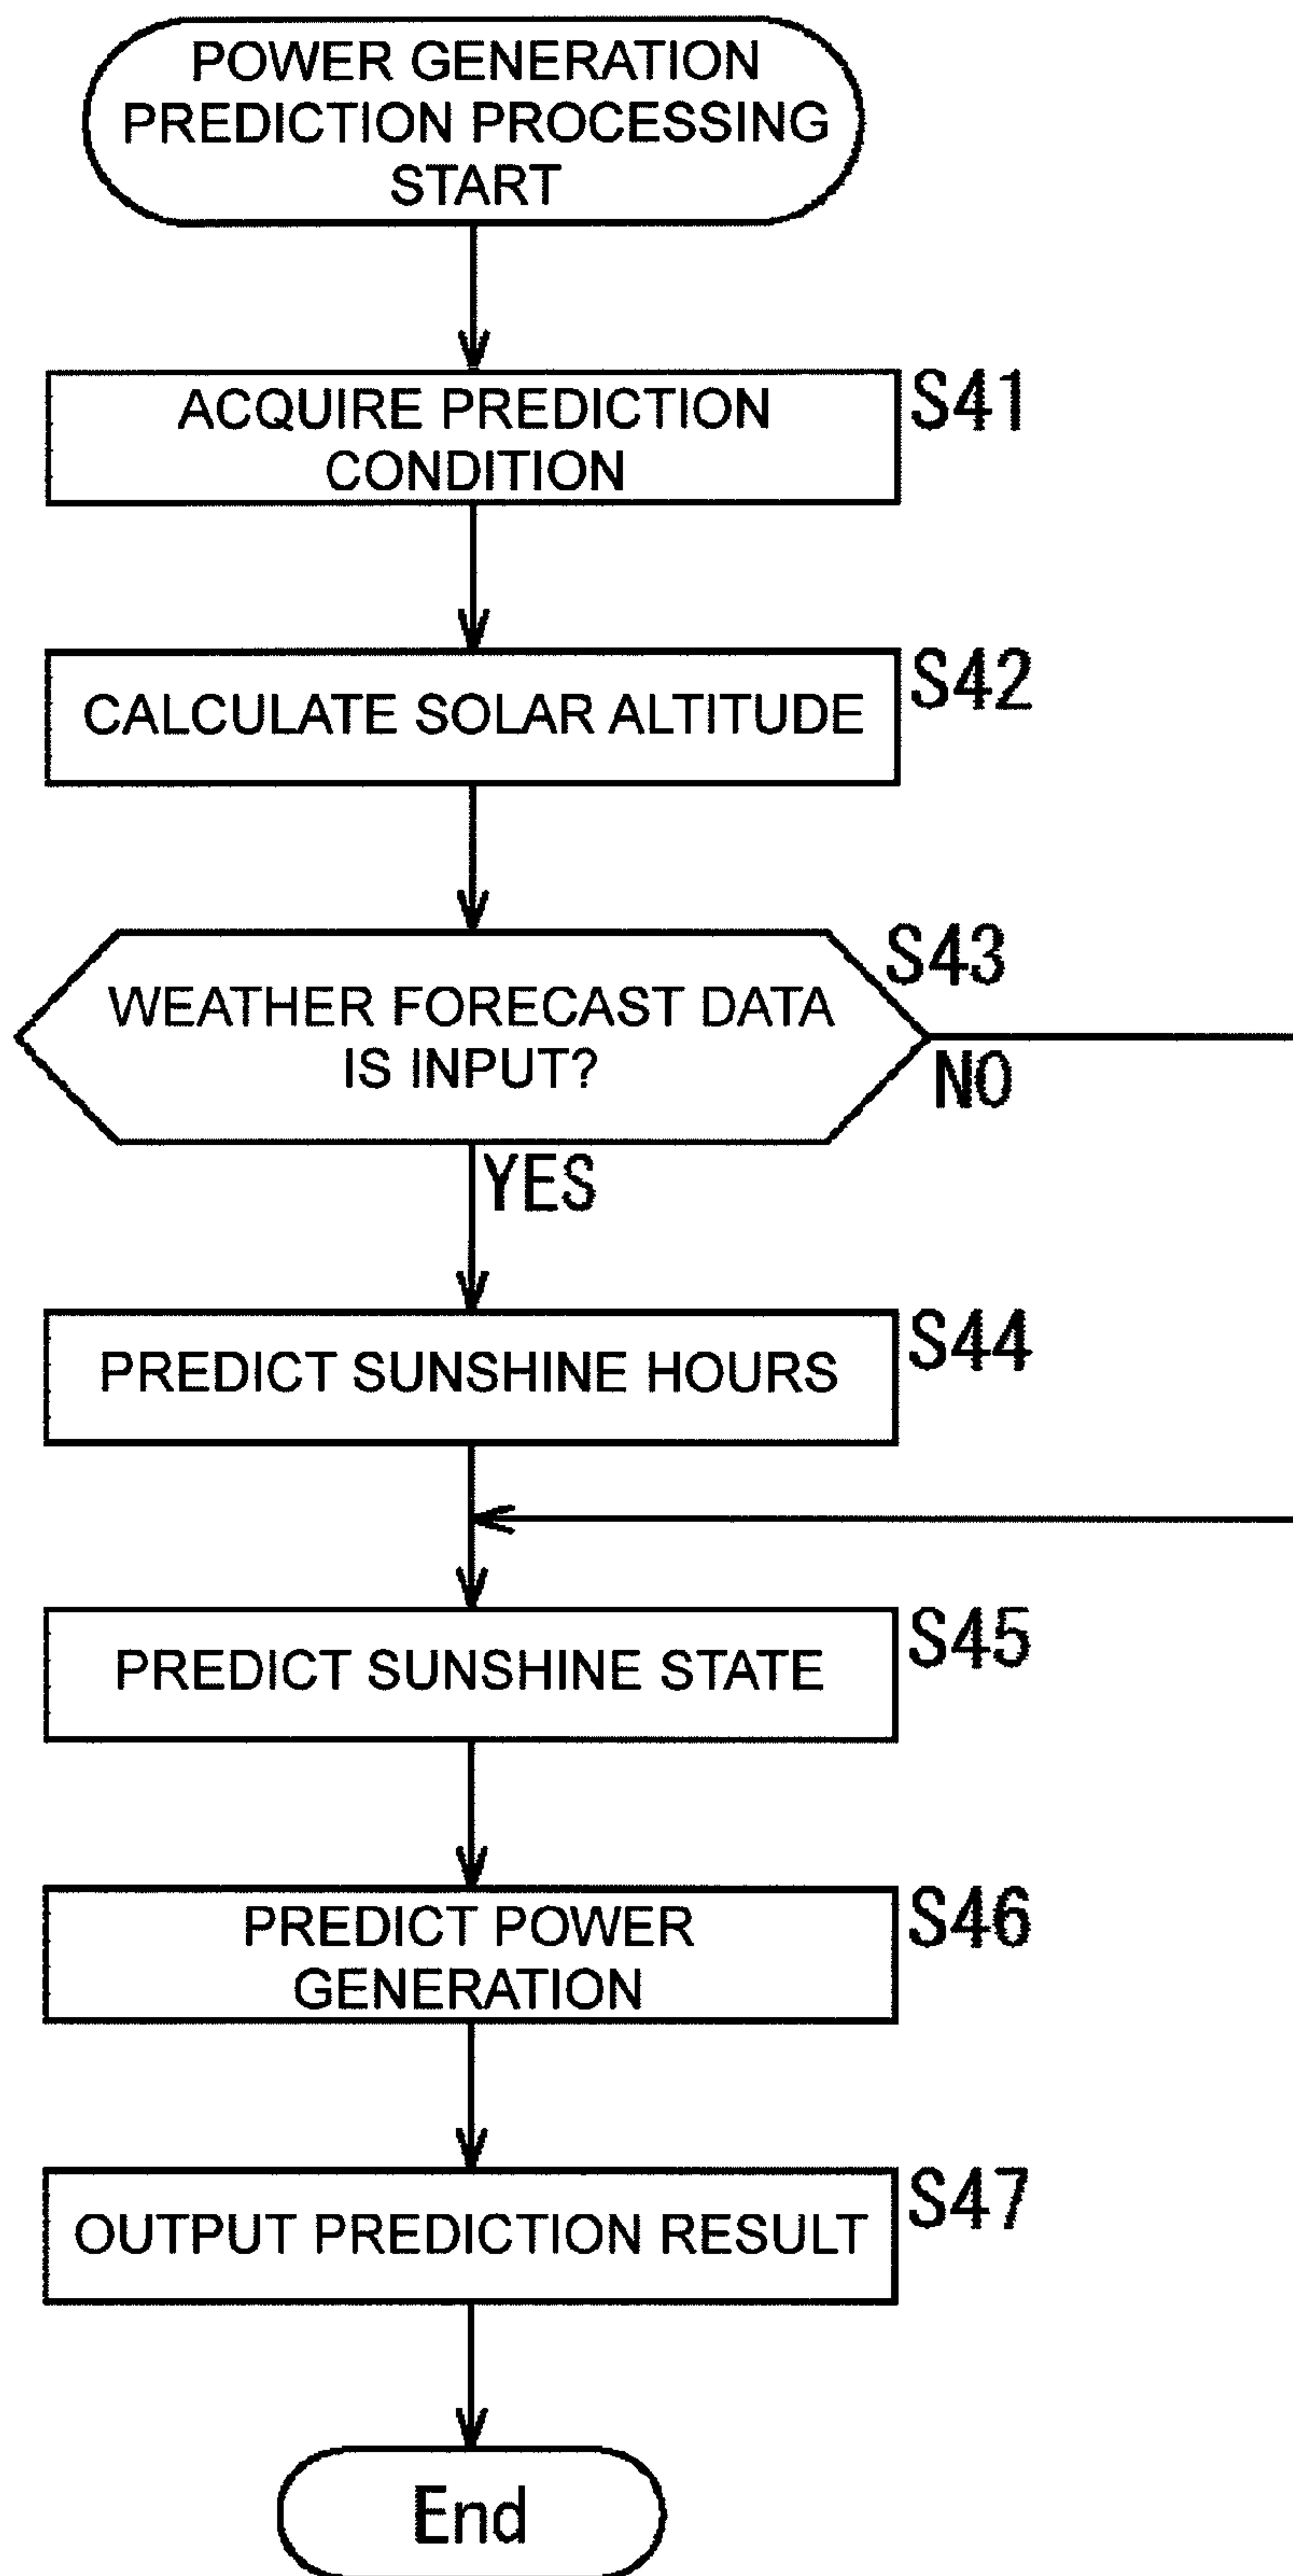 POWER GENERATION
PREDICTION PROCESSING
START
ACQUIRE PREDICTION
CONDITION
S41
CALCULATE SOLAR ALTITUDE
S42
WEATHER FORECAST DATA
IS INPUT?
S43
NO
YES
PREDICT SUNSHINE HOURS
S44
PREDICT SUNSHINE STATE
S45
PREDICT POWER
GENERATION
S46
OUTPUT PREDICTION RESULT
S47
End